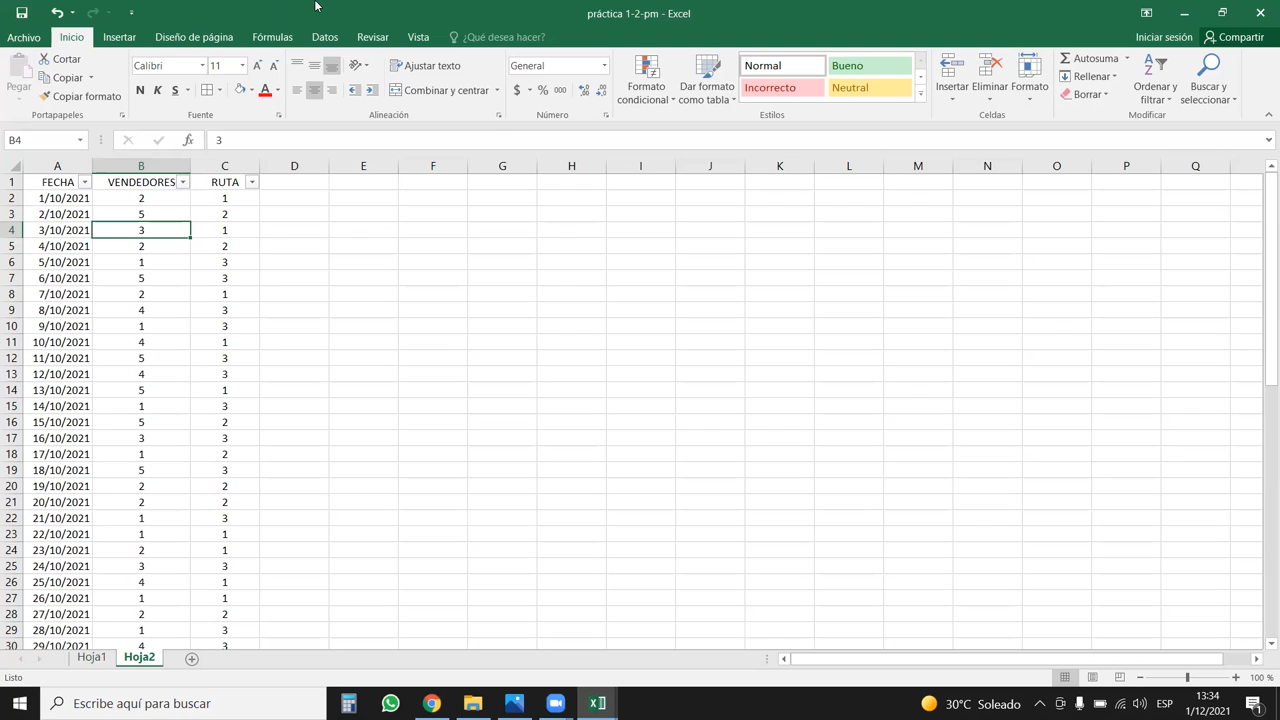 práctica 1-2-pm - Excel
Archivo Inicio Insertar Diseño de página Fórmulas Datos Revisar Vista ¿Qué desea hacer? Iniciar sesión Compartir
Pegar
Cortar
Copiar
Copiar formato
Portapapeles
Calibri 11
N K S
Fuente
Ajustar texto
Combinar y centrar
Alineación
General
$ % 000
Número
Formato condicional
Dar formato como tabla
Normal Bueno
Incorrecto Neutral
Estilos
Insertar Eliminar Formato
Celdas
Autosuma
Rellenar
Borrar
Ordenar y filtrar
Buscar y seleccionar
Modificar
B4 fx 3
A B C D E F G H I J K L M N O P Q
1 FECHA VENDEDORES RUTA
2 1/10/2021 2 1
3 2/10/2021 5 2
4 3/10/2021 3 1
5 4/10/2021 2 2
6 5/10/2021 1 3
7 6/10/2021 5 3
8 7/10/2021 2 1
9 8/10/2021 4 3
10 9/10/2021 1 3
11 10/10/2021 4 1
12 11/10/2021 5 3
13 12/10/2021 4 3
14 13/10/2021 5 1
15 14/10/2021 1 3
16 15/10/2021 5 2
17 16/10/2021 3 3
18 17/10/2021 1 2
19 18/10/2021 5 3
20 19/10/2021 2 2
21 20/10/2021 2 2
22 21/10/2021 1 3
23 22/10/2021 1 1
24 23/10/2021 2 1
25 24/10/2021 3 3
26 25/10/2021 4 1
27 26/10/2021 1 1
28 27/10/2021 2 2
29 28/10/2021 1 3
30 29/10/2021 4 3
Hoja1 Hoja2
Listo 100 %
Escribe aquí para buscar
30°C Soleado
ESP
13:34
1/12/2021
1